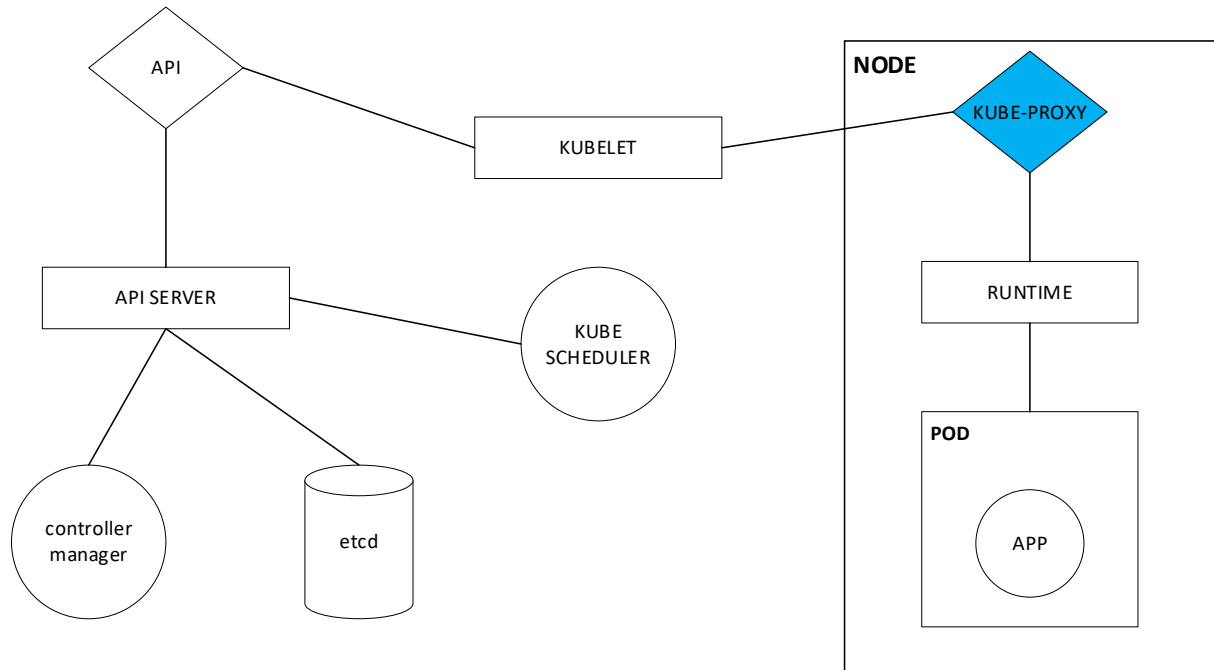 API
NODE
KUBE-PROXY
KUBELET
API SERVER
KUBE
SCHEDULER
RUNTIME
POD
controller
manager
etcd
APP